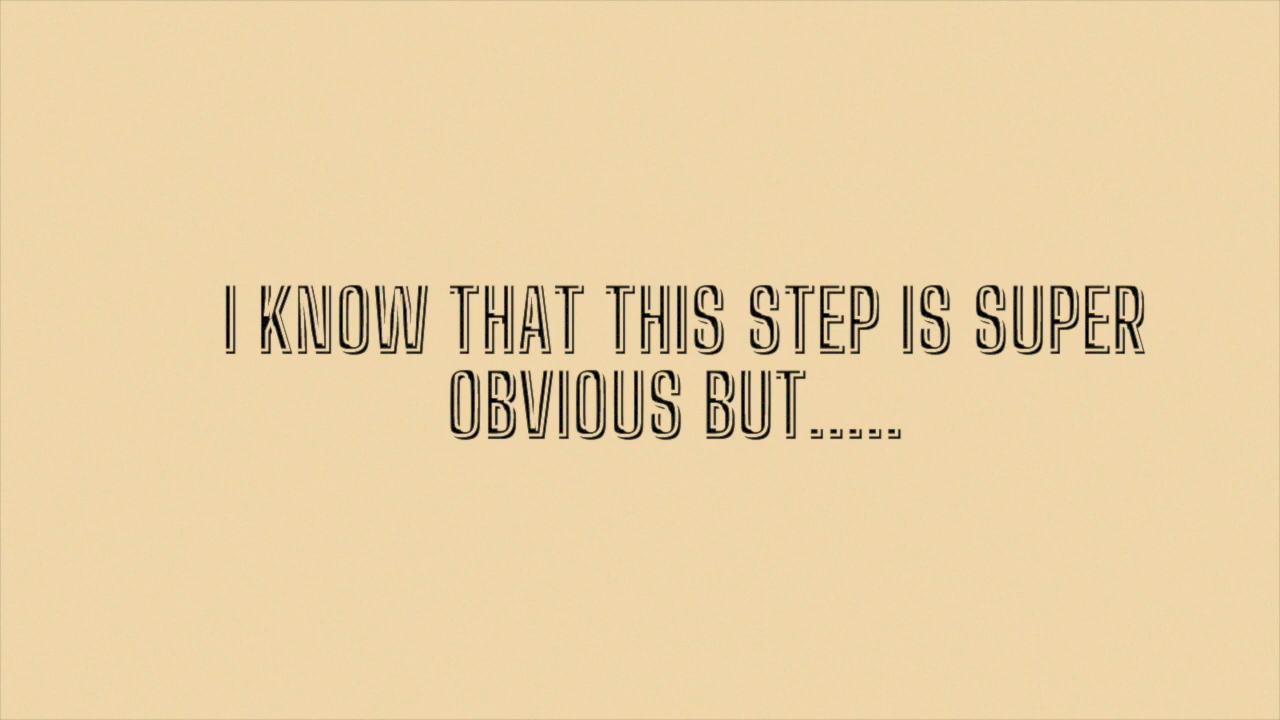 I KNOW THAT THIS STEP IS SUPER
OBVIOUS BUT.....